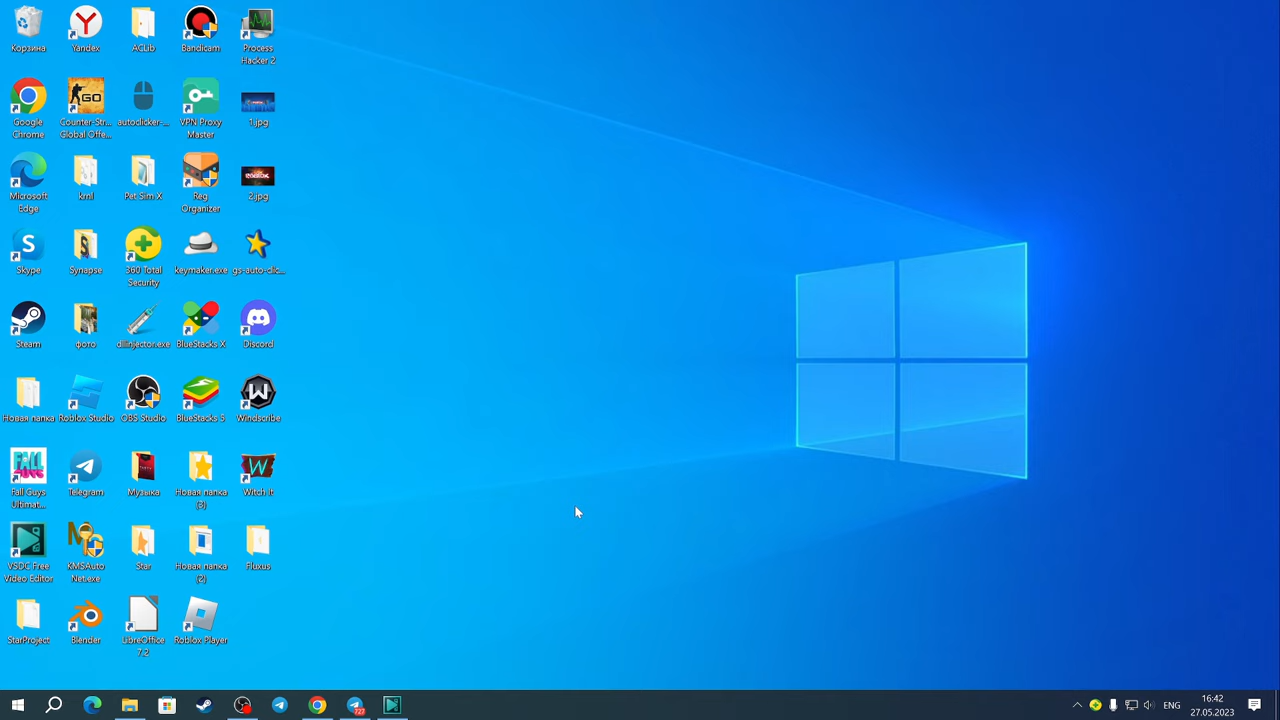 Корзина
Yandex
ACLib
Bandicam
Process
Hacker 2
Google
Chrome
Counter-Str...
Global Offe...
autoclicker-...
VPN Proxy
Master
1.jpg
Microsoft
Edge
kml
Pet Sim X
Reg
Organizer
2.jpg
Skype
Synapse
360 Total
Security
keymaker.exe
gs-auto-clic...
Steam
фото
dllinjector.exe
BlueStacks X
Discord
Новая папка
Roblox Studio
OBS Studio
BlueStacks 5
Windscribe
Fall Guys
Ultimat...
Telegram
Музыка
Новая папка
(3)
Witch It
VSDC Free
Video Editor
KMSAuto
Net.exe
Star
Новая папка
(2)
Fluxus
StarProject
Blender
LibreOffice
7.2
Roblox Player
727
ENG
16:42
27.05.2023